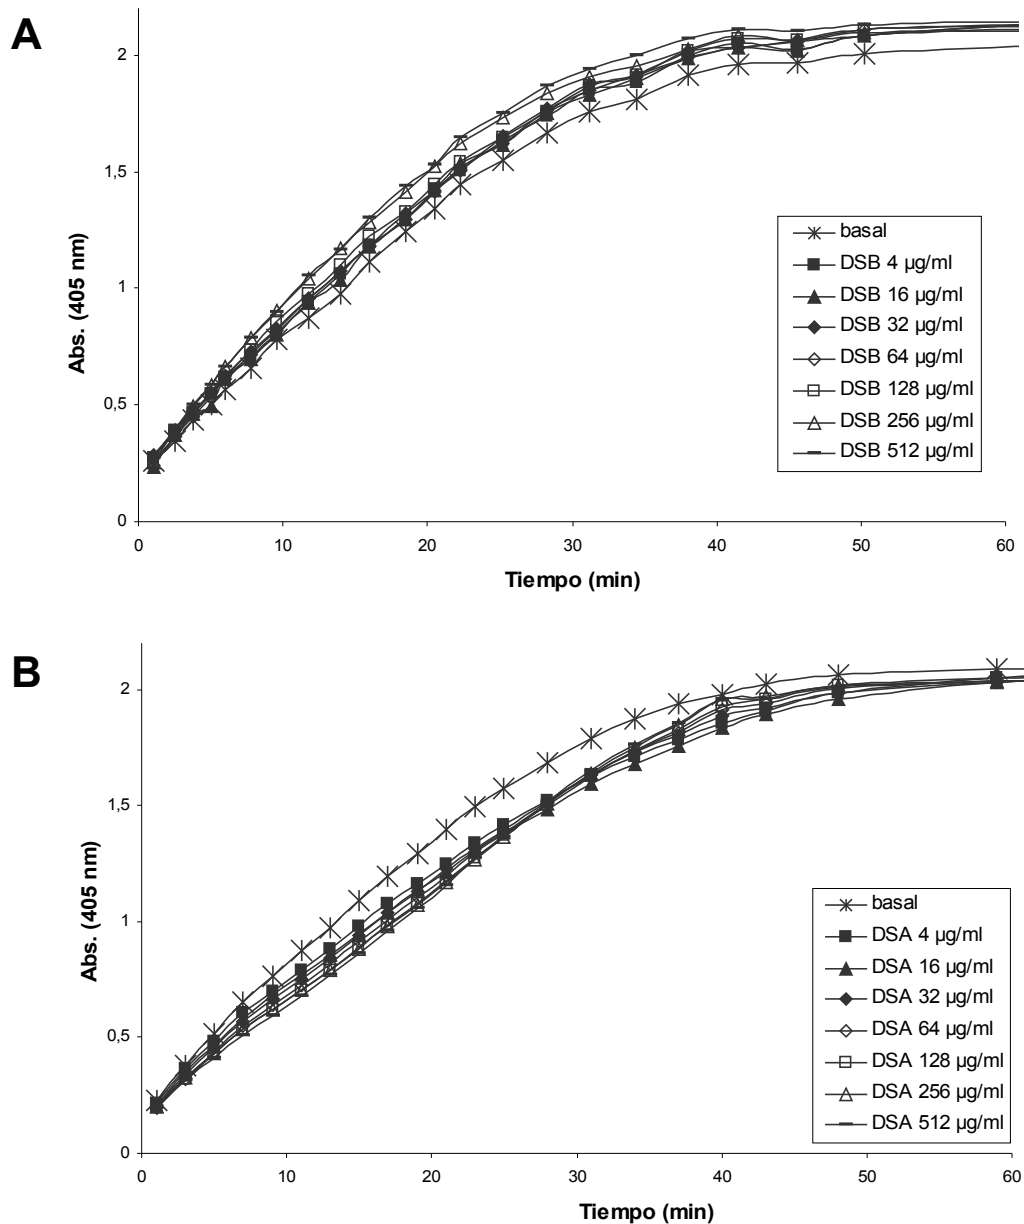 A
2
1,5
1
0,5
0
Abs. (405 nm)
0 10 20 30 40 50 60
Tiempo (min)
basal
DSB 4 µg/ml
DSB 16 µg/ml
DSB 32 µg/ml
DSB 64 µg/ml
DSB 128 µg/ml
DSB 256 µg/ml
DSB 512 µg/ml
B
2
1,5
1
0,5
0
Abs. (405 nm)
0 10 20 30 40 50 60
Tiempo (min)
basal
DSA 4 µg/ml
DSA 16 µg/ml
DSA 32 µg/ml
DSA 64 µg/ml
DSA 128 µg/ml
DSA 256 µg/ml
DSA 512 µg/ml